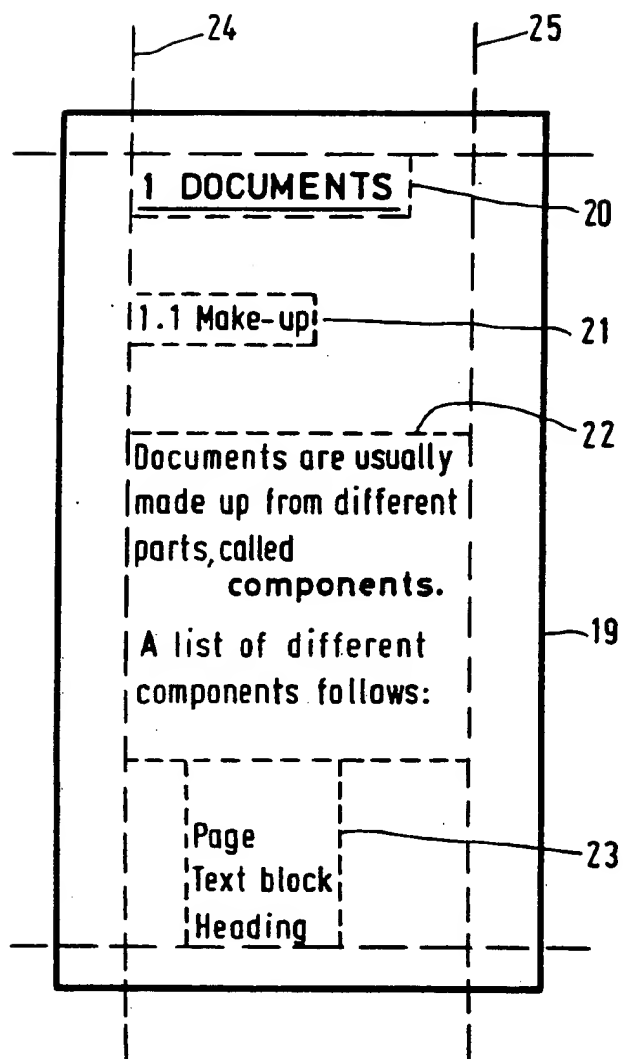 24
25
1 DOCUMENTS
20
1.1 Make-up
21
22
Documents are usually
made up from different
parts, called
components.
19
A list of different
components follows:
Page
23
Text block
Heading